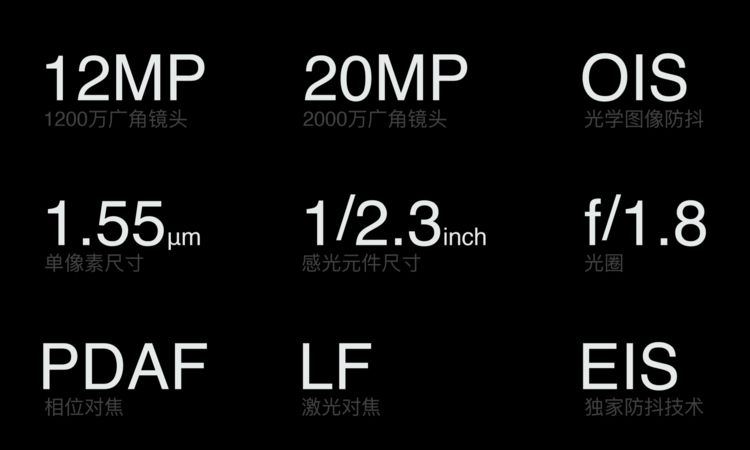 12MP 20MP OIS
1200万广角镜头 2000万广角镜头 光学图像防抖
1.55μm 1/2.3inch f/1.8
单像素尺寸 感光元件尺寸 光圈
PDAF LF EIS
相位对焦 激光对焦 独家防抖技术